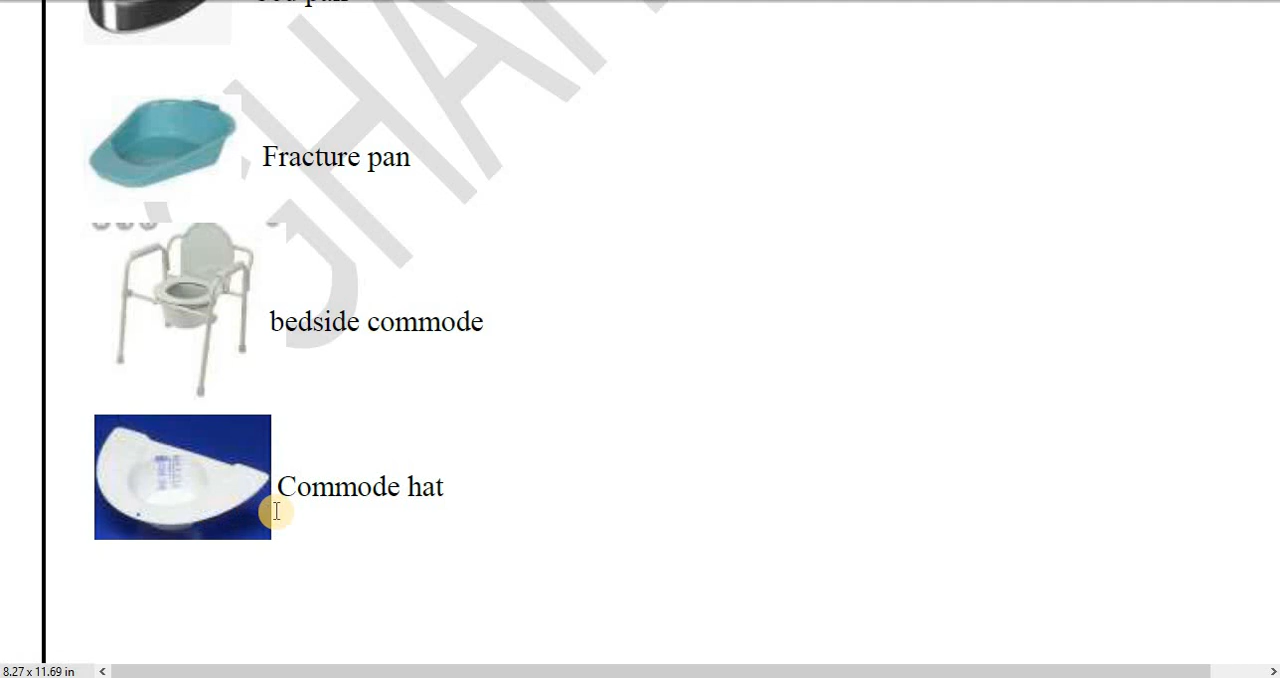 Fracture pan
bedside commode
Commode hat
8.27 x 11.69 in